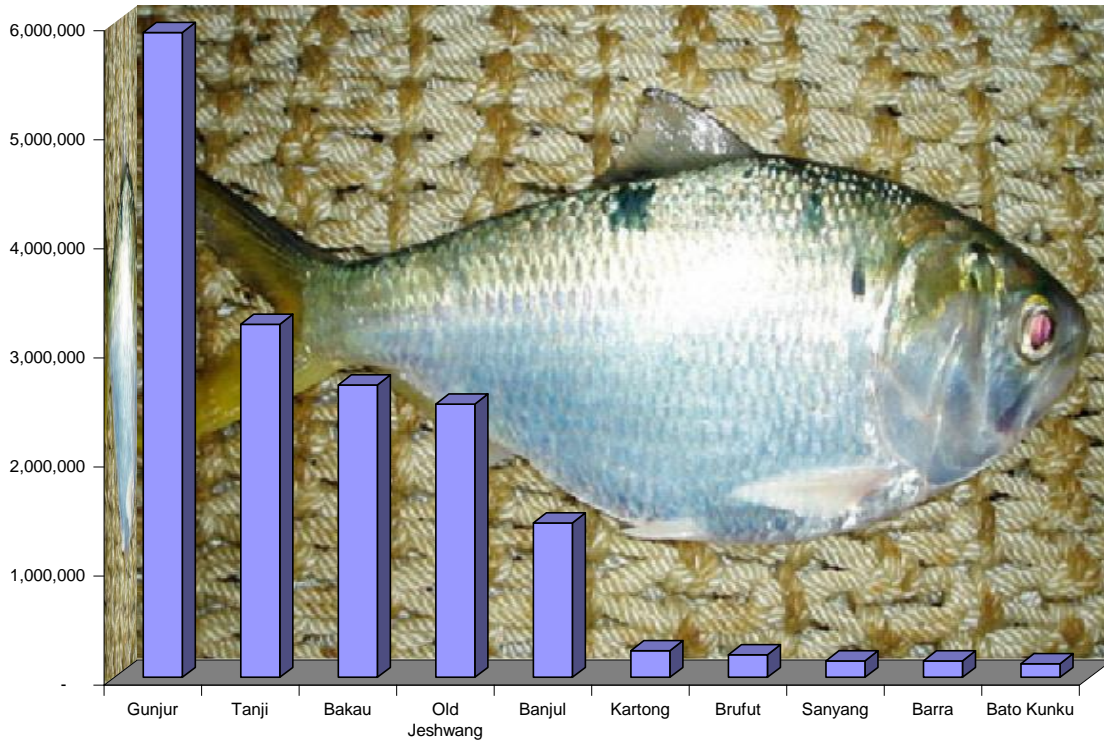 6,000,000
5,000,000
4,000,000
3,000,000
2,000,000
1,000,000
-
Gunjur
Tanji
Bakau
Old
Jeshwang
Banjul
Kartong
Brufut
Sanyang
Barra
Bato Kunku